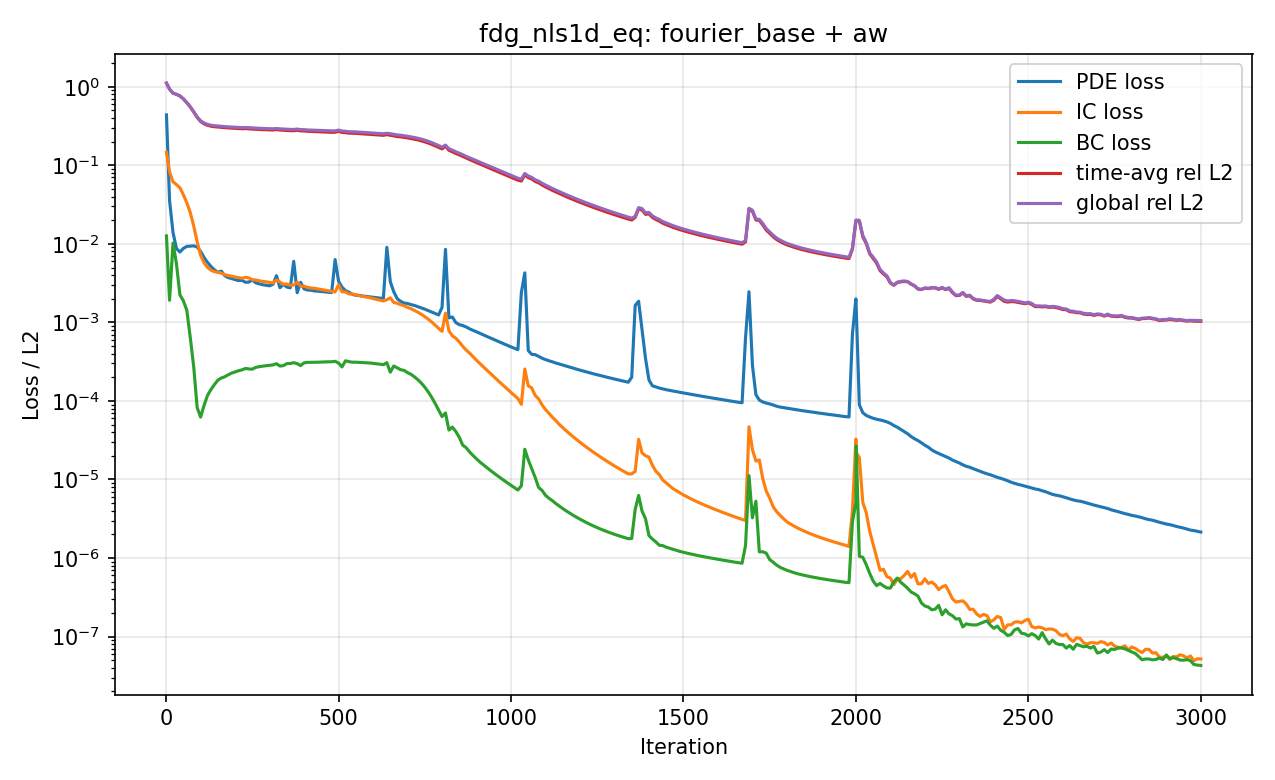 fdg_nls1d_eq: fourier_base + aw
PDE loss
IC loss
BC loss
time-avg rel L2
global rel L2
Loss / L2
10⁰
10⁻¹
10⁻²
10⁻³
10⁻⁴
10⁻⁵
10⁻⁶
10⁻⁷
0 500 1000 1500 2000 2500 3000
Iteration